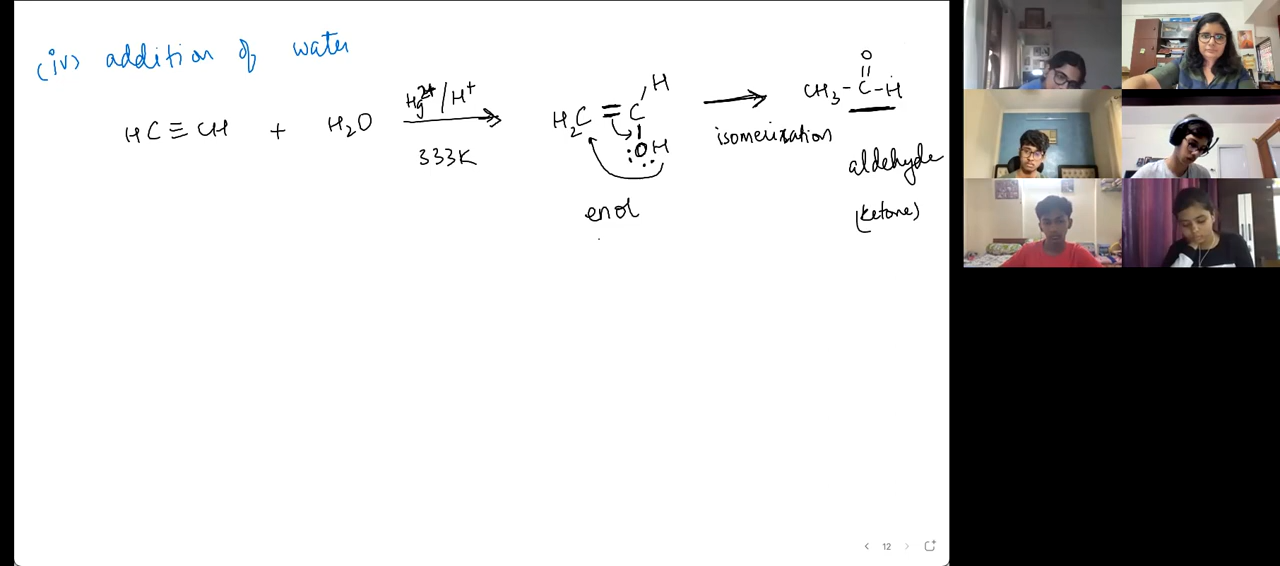 (iv) addition of water
HC≡CH + H₂O
Hg²⁺/H⁺
333K
H₂C=C
H
:OH
enol
isomerization
O
||
CH₃-C-H
aldehyde
(ketone)
12